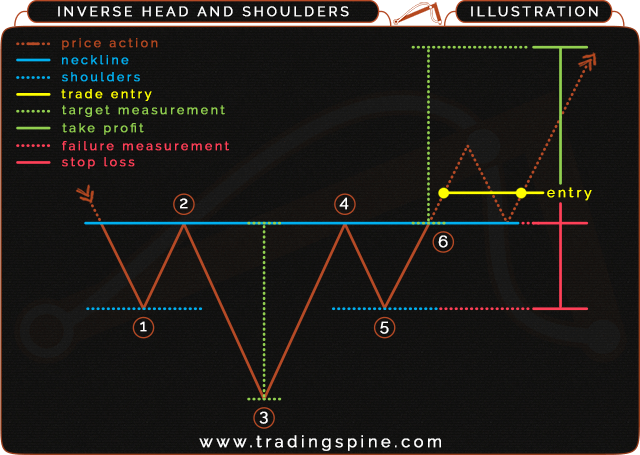 INVERSE HEAD AND SHOULDERS
ILLUSTRATION
price action
neckline
shoulders
trade entry
target measurement
take profit
failure measurement
stop loss
entry
2
4
6
1
5
3
www.tradingspine.com